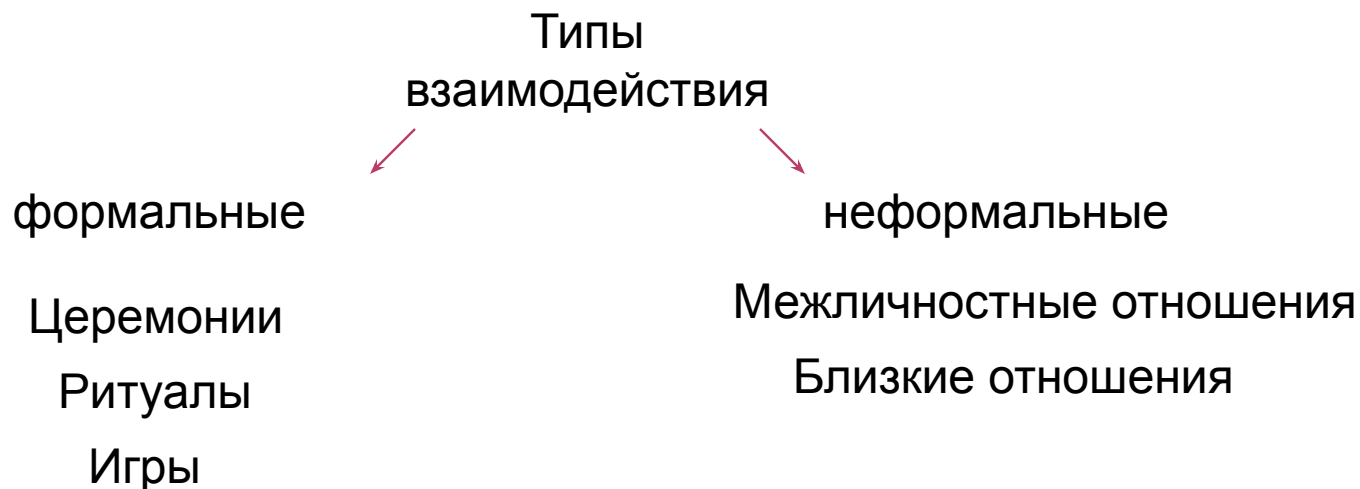 Типы
взаимодействия
формальные
неформальные
Церемонии
Ритуалы
Игры
Межличностные отношения
Близкие отношения